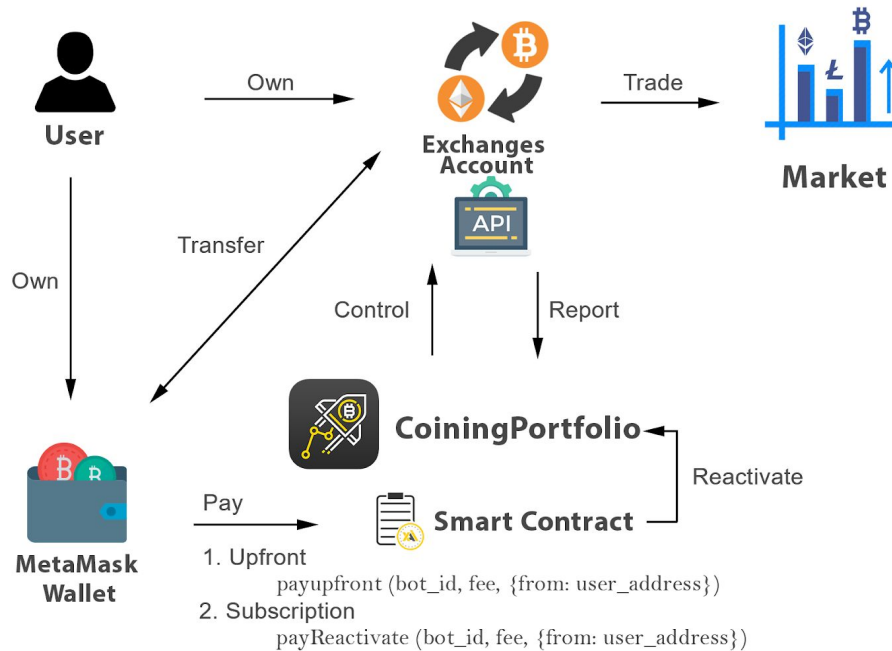 User
Own
Exchanges
Account
API
Trade
Market
Own
Transfer
Control
Report
CoiningPortfolio
Reactivate
MetaMask
Wallet
Pay
Smart Contract
1. Upfront
payupfront (bot_id, fee, {from: user_address})
2. Subscription
payReactivate (bot_id, fee, {from: user_address})